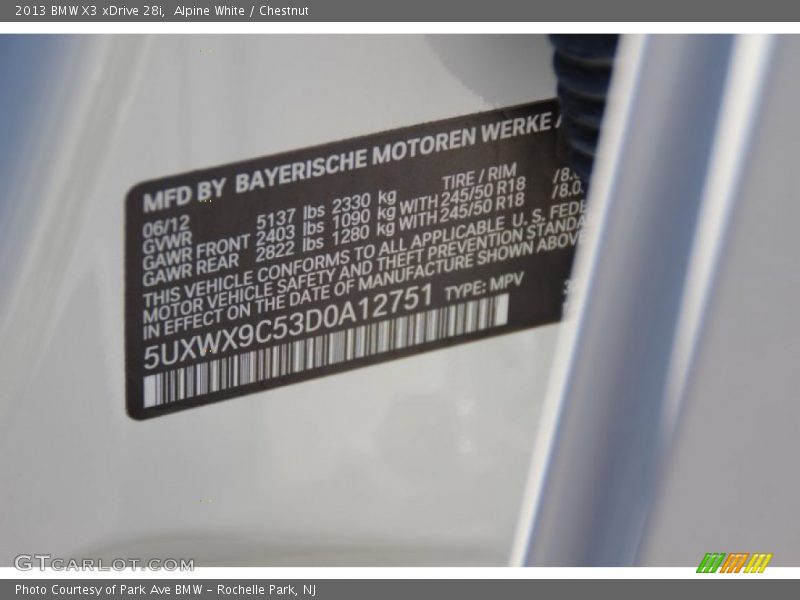 2013 BMW X3 xDrive 28i, Alpine White / Chestnut
MFD BY BAYERISCHE MOTOREN WERKE
06/12
TIRE / RIM
GVWR 5137 lbs 2330 kg
GAWR FRONT 2403 lbs 1090 kg WITH 245/50 R18 /8.
GAWR REAR 2822 lbs 1280 kg WITH 245/50 R18 /8.0
THIS VEHICLE CONFORMS TO ALL APPLICABLE U. S. FEDE
MOTOR VEHICLE SAFETY AND THEFT PREVENTION STANDA
IN EFFECT ON THE DATE OF MANUFACTURE SHOWN ABOVE
5UXWX9C53D0A12751 TYPE: MPV
GTCARLOT.COM
Photo Courtesy of Park Ave BMW – Rochelle Park, NJ